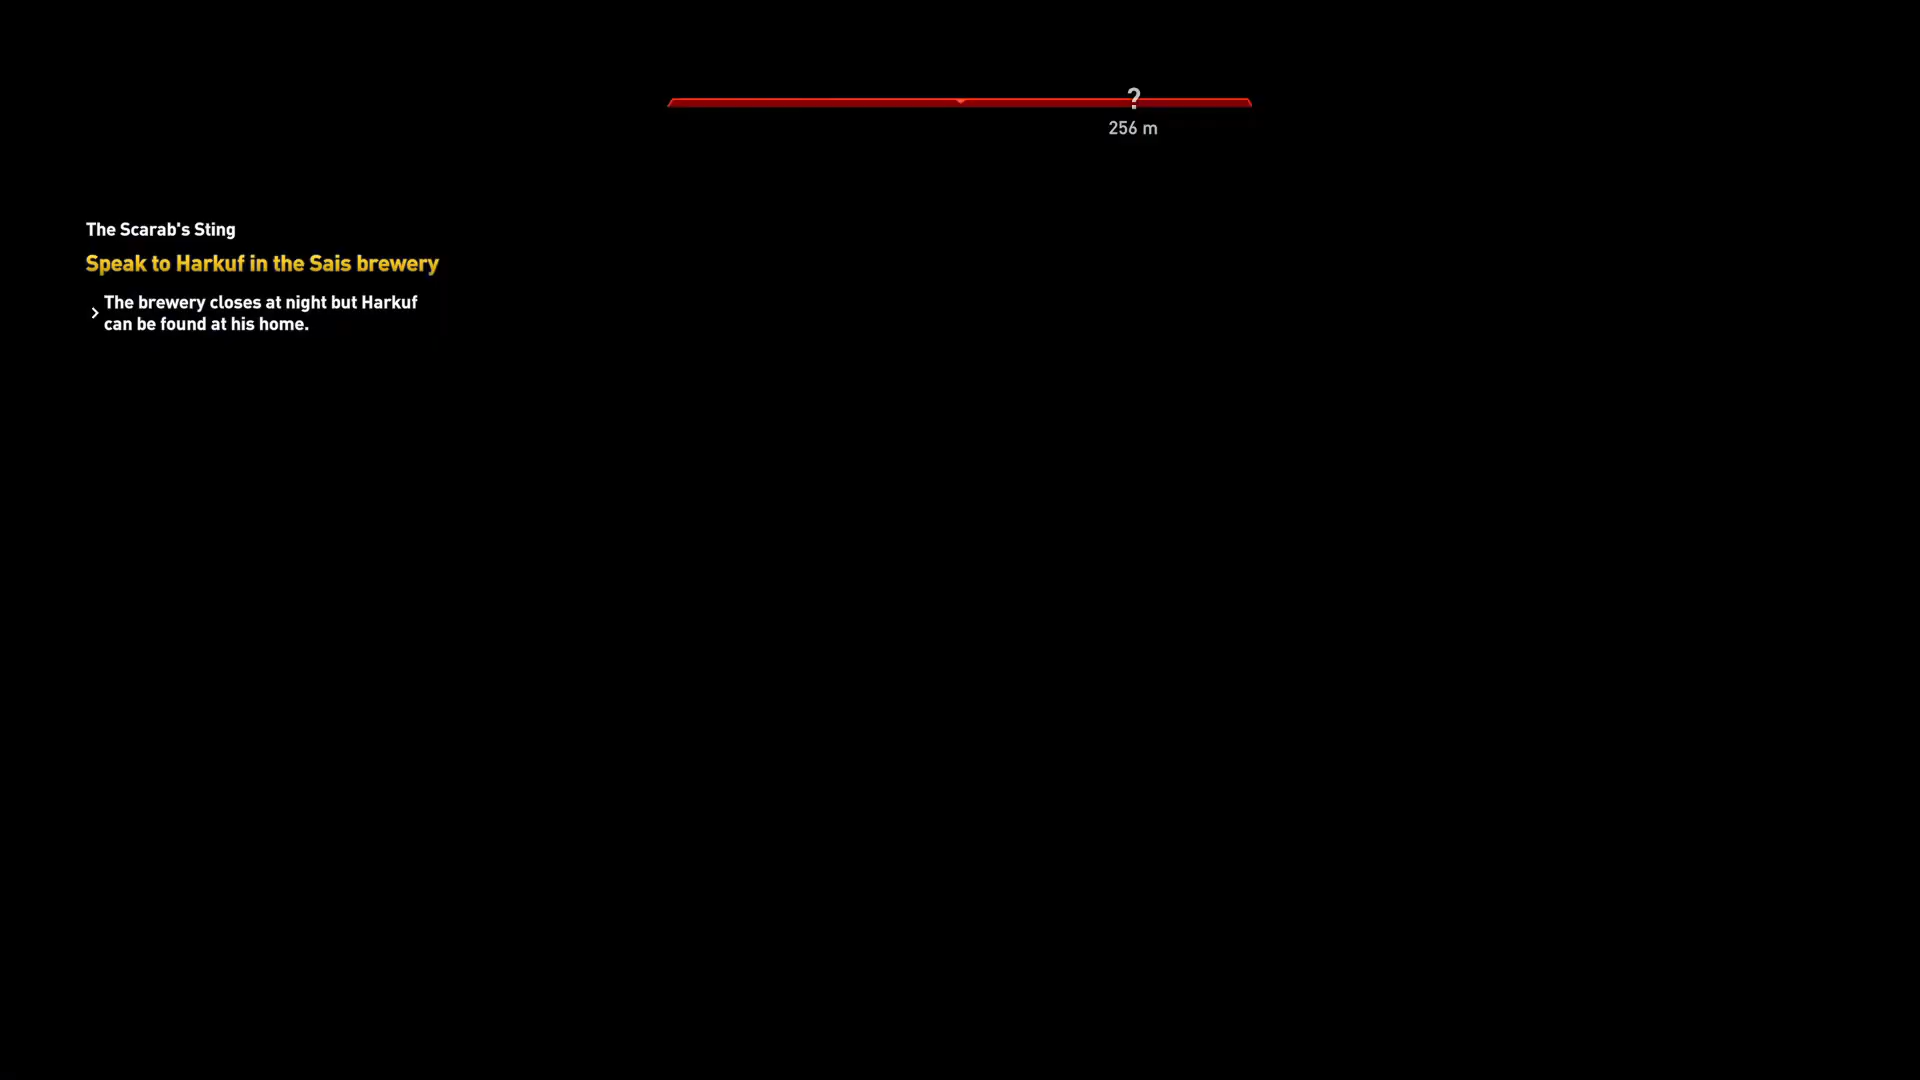 ?
256 m
The Scarab's Sting
Speak to Harkuf in the Sais brewery
The brewery closes at night but Harkuf
can be found at his home.